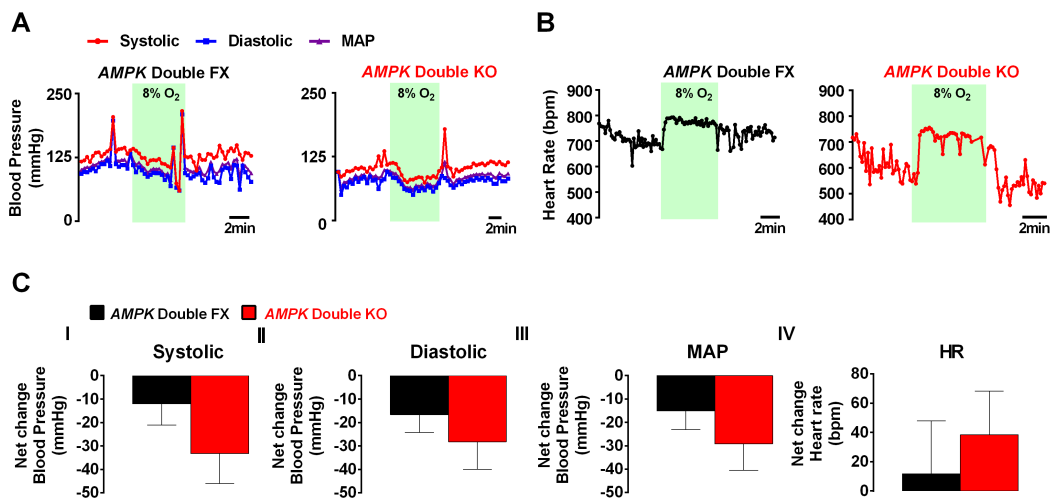 A
Systolic Diastolic MAP
AMPK Double FX
8% O2
250
125
0
Blood Pressure
(mmHg)
2min
AMPK Double KO
8% O2
250
125
0
2min
B
AMPK Double FX
8% O2
900
800
700
600
500
400
Heart Rate (bpm)
2min
AMPK Double KO
8% O2
900
800
700
600
500
400
2min
C
AMPK Double FX AMPK Double KO
I
Systolic
0
-10
-20
-30
-40
-50
Net change
Blood Pressure
(mmHg)
II
Diastolic
0
-10
-20
-30
-40
-50
Net change
Blood Pressure
(mmHg)
III
MAP
0
-10
-20
-30
-40
-50
Net change
Blood Pressure
(mmHg)
IV
HR
80
60
40
20
0
Net change
Heart rate
(bpm)